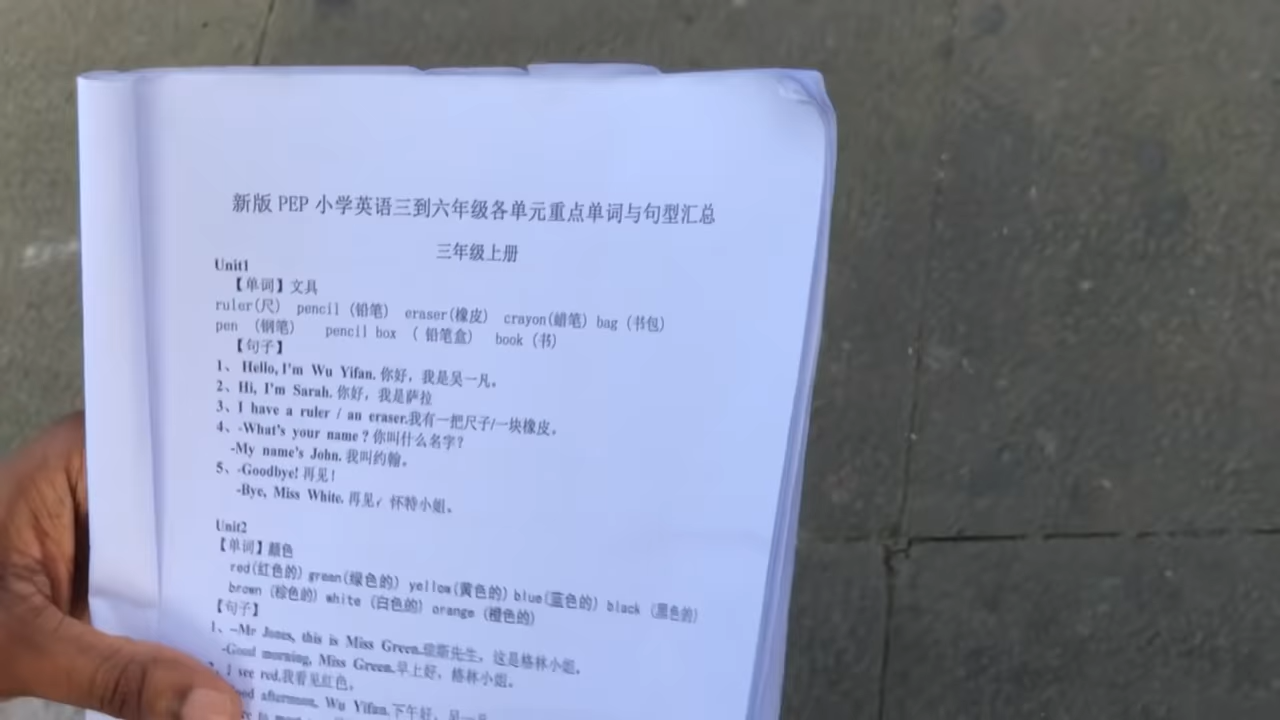 新版 PEP 小学英语三到六年级各单元重点单词与句型汇总
三年级上册
Unit1
【单词】文具
ruler(尺) pencil (铅笔) eraser(橡皮) crayon(蜡笔) bag (书包)
pen (钢笔) pencil box ( 铅笔盒) book (书)
【句子】
1、 Hello, I'm Wu Yifan. 你好，我是吴一凡。
2、Hi, I'm Sarah. 你好，我是萨拉
3、I have a ruler / an eraser.我有一把尺子/一块橡皮。
4、-What's your name？你叫什么名字?
-My name's John. 我叫约翰。
5、-Goodbye! 再见！
-Bye, Miss White. 再见, 怀特小姐。
Unit2
【单词】颜色
red(红色的) green(绿色的) yellow(黄色的) blue(蓝色的) black (黑色的)
brown (棕色的) white (白色的) orange (橙色的)
【句子】
1、–Mr Jones, this is Miss Green.琼斯先生，这是格林小姐。
-Good morning, Miss Green.早上好，格林小姐。
I see red.我看见红色。
afternoon, Wu Yifan.下午好，吴一凡